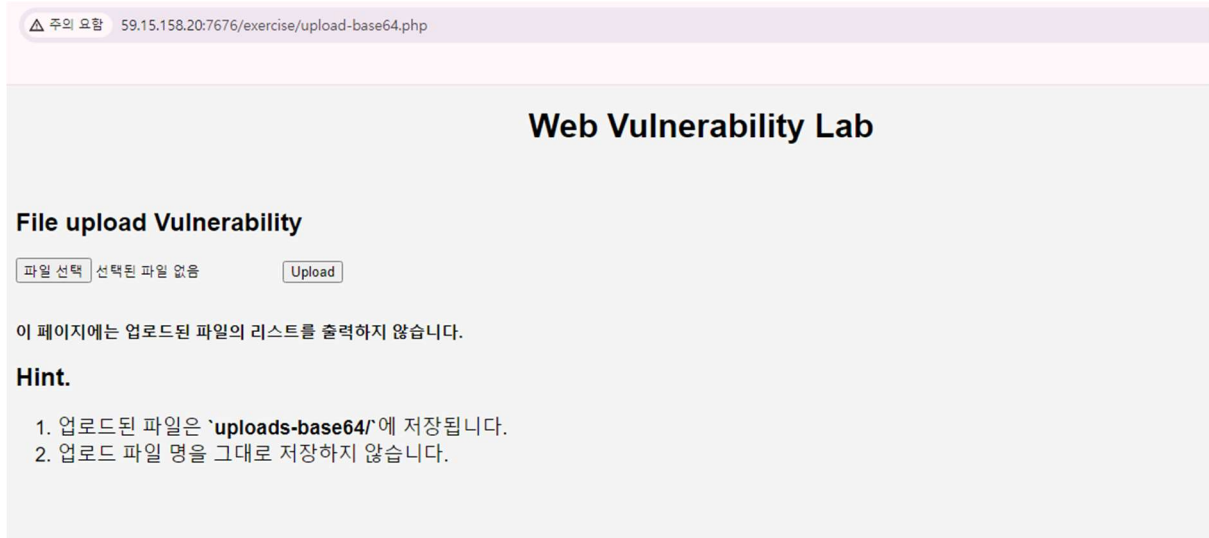 주의 요함 59.15.158.20:7676/exercise/upload-base64.php
Web Vulnerability Lab
File upload Vulnerability
파일 선택 선택된 파일 없음 Upload
이 페이지에는 업로드된 파일의 리스트를 출력하지 않습니다.
Hint.
1. 업로드된 파일은 `uploads-base64/`에 저장됩니다.
2. 업로드 파일 명을 그대로 저장하지 않습니다.